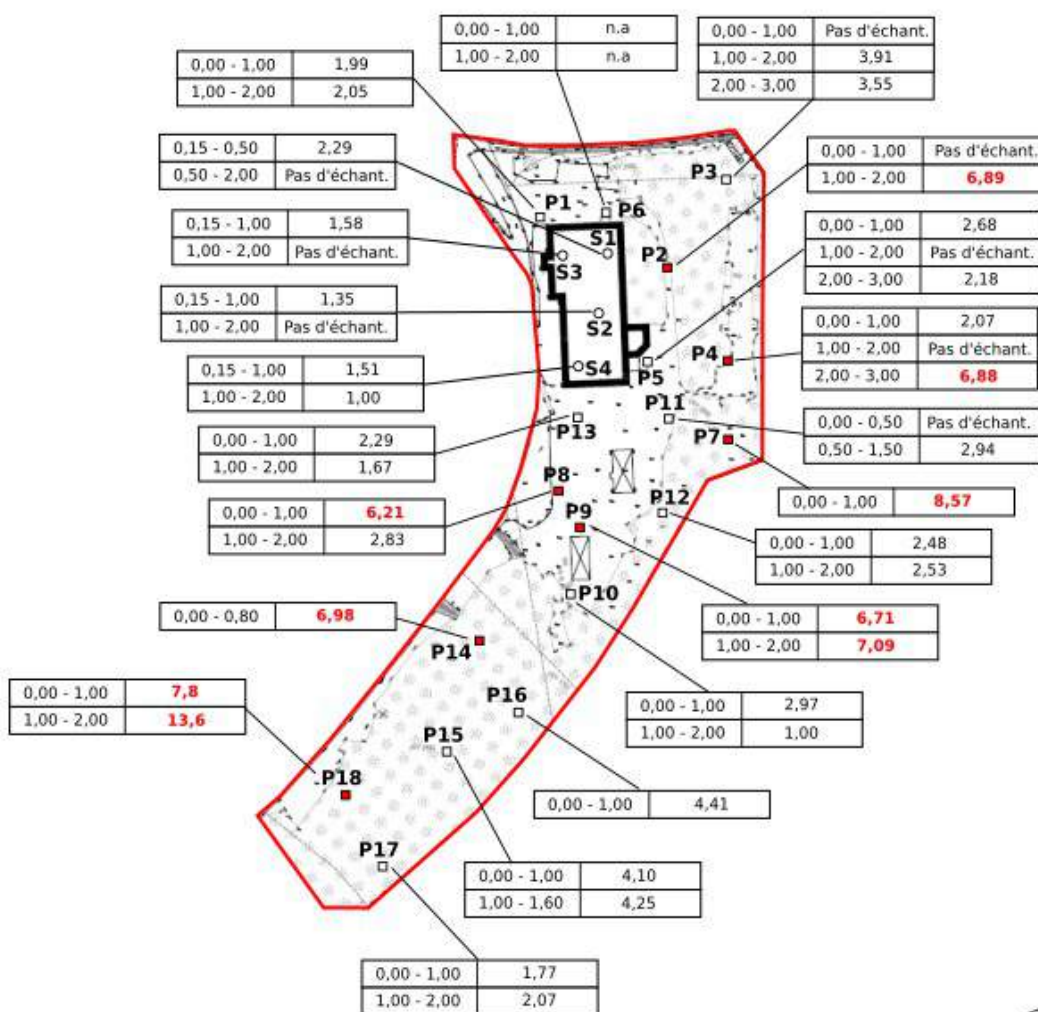 0,00 - 1,00 n.a
1,00 - 2,00 n.a
0,00 - 1,00 Pas d'échant.
1,00 - 2,00 3,91
2,00 - 3,00 3,55
0,00 - 1,00 1,99
1,00 - 2,00 2,05
0,15 - 0,50 2,29
0,50 - 2,00 Pas d'échant.
0,00 - 1,00 Pas d'échant.
1,00 - 2,00 6,89
P3
P1
P6
0,15 - 1,00 1,58
1,00 - 2,00 Pas d'échant.
0,00 - 1,00 2,68
1,00 - 2,00 Pas d'échant.
2,00 - 3,00 2,18
S1
S3
P2
0,15 - 1,00 1,35
1,00 - 2,00 Pas d'échant.
S2
0,00 - 1,00 2,07
1,00 - 2,00 Pas d'échant.
2,00 - 3,00 6,88
0,15 - 1,00 1,51
1,00 - 2,00 1,00
S4
P5
P4
0,00 - 0,50 Pas d'échant.
0,50 - 1,50 2,94
0,00 - 1,00 2,29
1,00 - 2,00 1,67
P13
P11
P7
P8
0,00 - 1,00 8,57
0,00 - 1,00 6,21
1,00 - 2,00 2,83
P9
P12
0,00 - 1,00 2,48
1,00 - 2,00 2,53
P10
0,00 - 0,80 6,98
0,00 - 1,00 6,71
1,00 - 2,00 7,09
P14
0,00 - 1,00 7,8
1,00 - 2,00 13,6
P16
0,00 - 1,00 2,97
1,00 - 2,00 1,00
P15
P18
0,00 - 1,00 4,41
P17
0,00 - 1,00 4,10
1,00 - 1,60 4,25
0,00 - 1,00 1,77
1,00 - 2,00 2,07